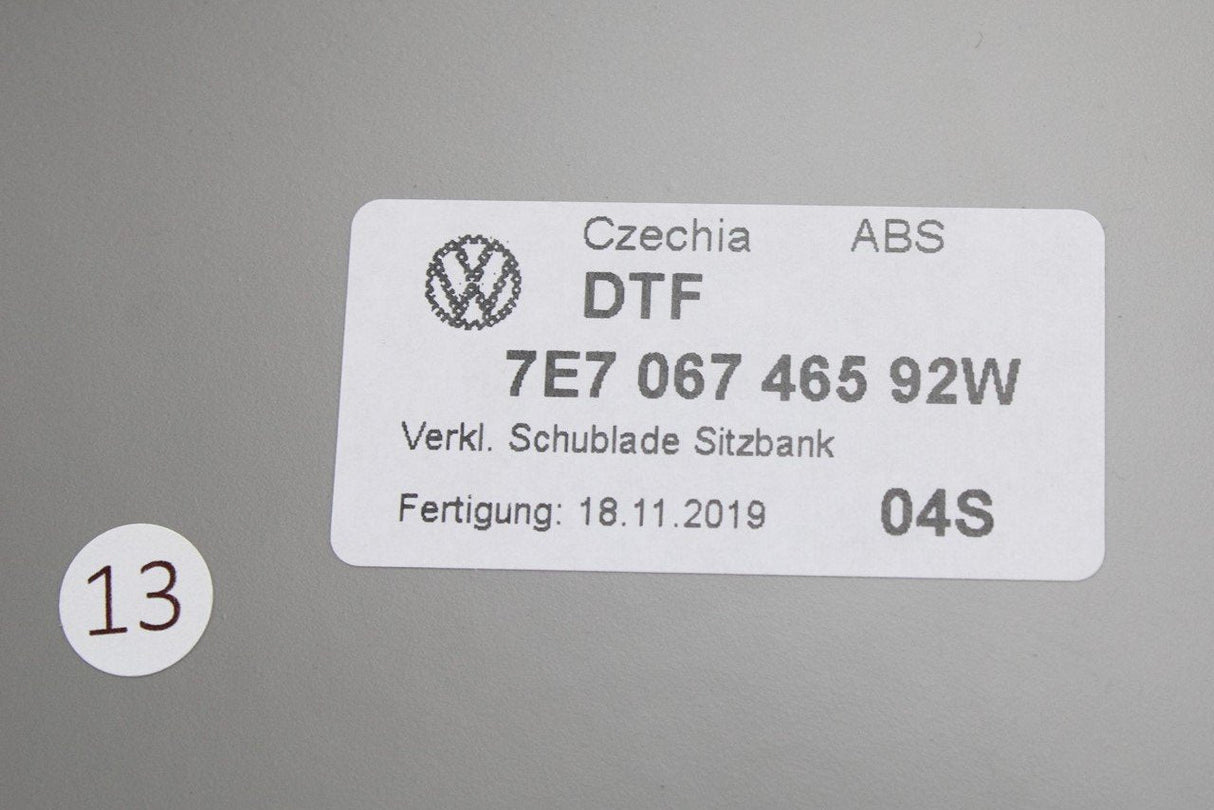 Czechia ABS
DTF
7E7 067 465 92W
Verkl. Schublade Sitzbank
Fertigung: 18.11.2019 04S
13